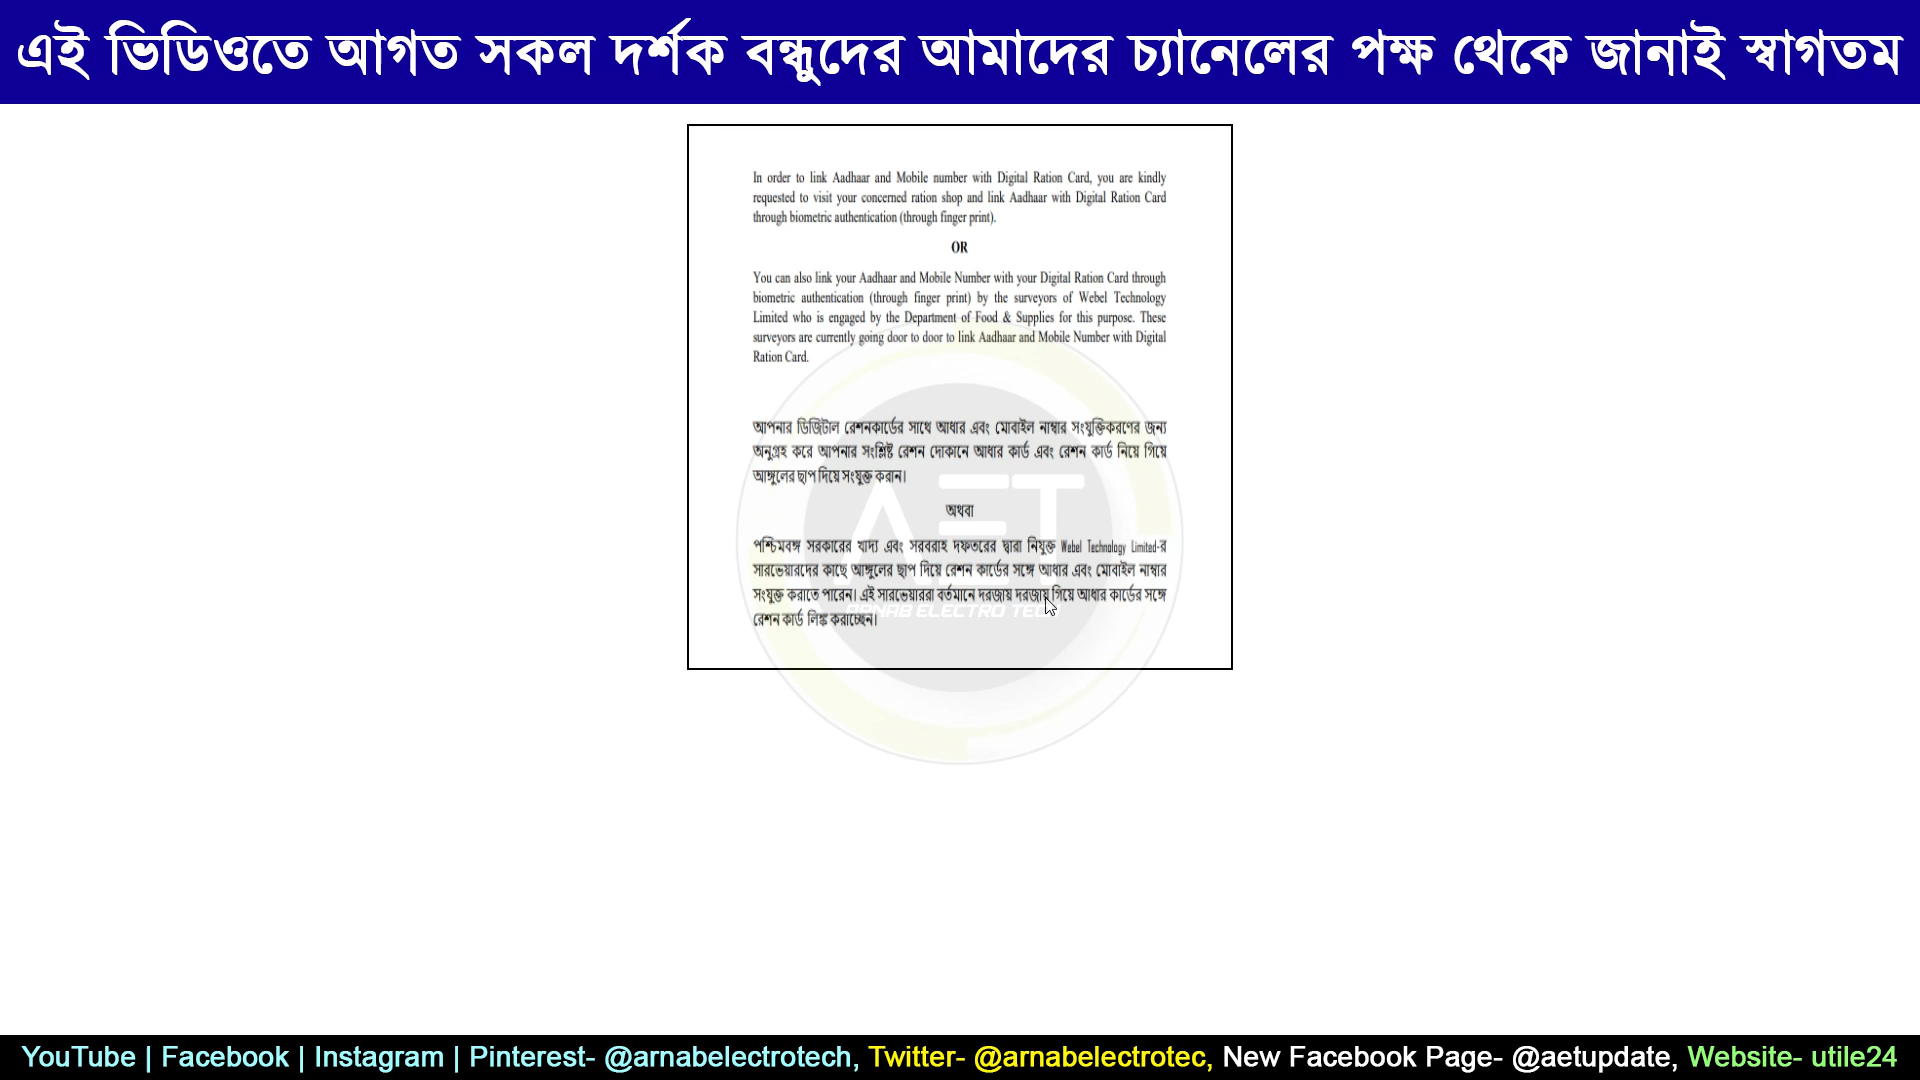 এই ভিডিওতে আগত সকল দর্শক বন্ধুদের আমাদের চ্যানেলের পক্ষ থেকে জানাই স্বাগতম
In order to link Aadhaar and Mobile number with Digital Ration Card, you are kindly
requested to visit your concerned ration shop and link Aadhaar with Digital Ration Card
through biometric authentication (through finger print).
OR
You can also link your Aadhaar and Mobile Number with your Digital Ration Card through
biometric authentication (through finger print) by the surveyors of Webel Technology
Limited who is engaged by the Department of Food & Supplies for this purpose. These
surveyors are currently going door to door to link Aadhaar and Mobile Number with Digital
Ration Card.
আপনার ডিজিটাল রেশনকার্ডের সাথে আধার এবং মোবাইল নাম্বার সংযুক্তিকরণের জন্য
অনুগ্রহ করে আপনার সংশ্লিষ্ট রেশন দোকানে আধার কার্ড এবং রেশন কার্ড নিয়ে গিয়ে
আঙ্গুলের ছাপ দিয়ে সংযুক্ত করান।
AET
অথবা
পশ্চিমবঙ্গ সরকারের খাদ্য এবং সরবরাহ দফতরের দ্বারা নিযুক্ত Webel Technology Limited-র
সারভেয়ারদের কাছে আঙ্গুলের ছাপ দিয়ে রেশন কার্ডের সঙ্গে আধার এবং মোবাইল নাম্বার
সংযুক্ত করাতে পারেন। এই সারভেয়াররা বর্তমানে দরজায় দরজায় গিয়ে আধার কার্ডের সঙ্গে
ARNAB ELECTRO TECH
রেশন কার্ড লিঙ্ক করাচ্ছেন।
YouTube | Facebook | Instagram | Pinterest- @arnabelectrotech, Twitter- @arnabelectrotec, New Facebook Page- @aetupdate, Website- utile24